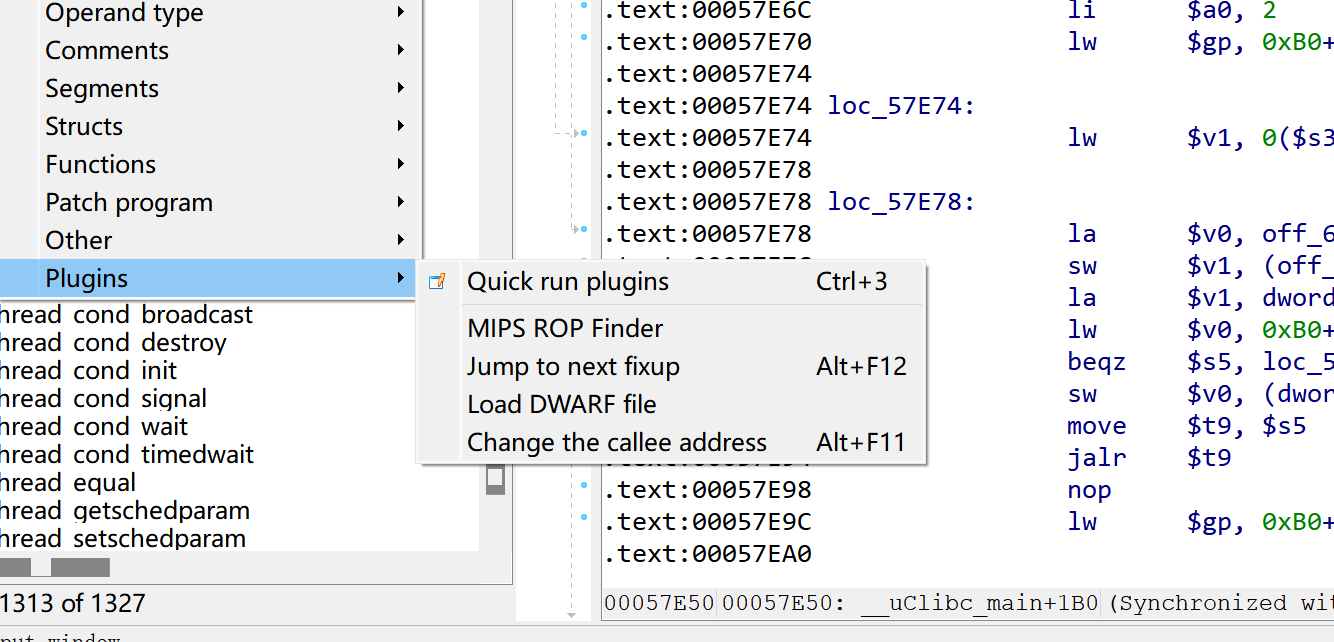 Operand type
Comments
Segments
Structs
Functions
Patch program
Other
Plugins
hread cond broadcast
hread cond destroy
hread cond init
hread cond signal
hread cond wait
hread cond timedwait
hread equal
hread getschedparam
hread setschedparam
1313 of 1327
put window
Quick run plugins Ctrl+3
MIPS ROP Finder
Jump to next fixup Alt+F12
Load DWARF file
Change the callee address Alt+F11
.text:00057E6C li $a0, 2
.text:00057E70 lw $gp, 0xB0+
.text:00057E74
.text:00057E74 loc_57E74:
.text:00057E74 lw $v1, 0($s3
.text:00057E78
.text:00057E78 loc_57E78:
.text:00057E78 la $v0, off_6
sw $v1, (off_
la $v1, dword
lw $v0, 0xB0+
beqz $s5, loc_5
sw $v0, (dwor
move $t9, $s5
jalr $t9
.text:00057E98 nop
.text:00057E9C lw $gp, 0xB0+
.text:00057EA0
00057E50 00057E50: __uClibc_main+1B0 (Synchronized wit